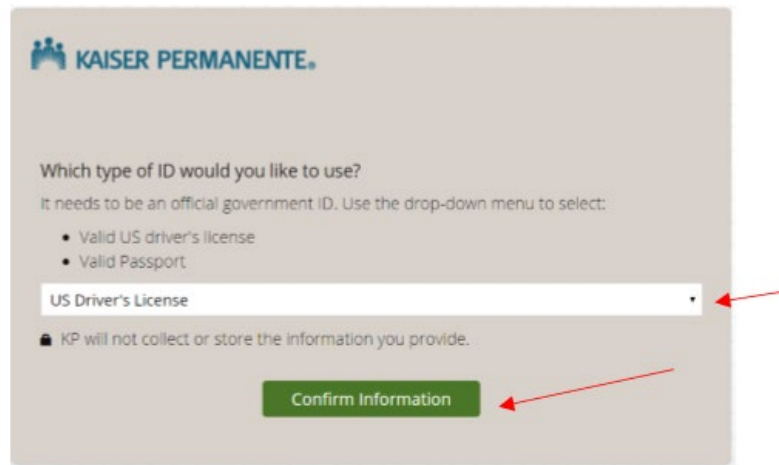 KAISER PERMANENTE®
Which type of ID would you like to use?
It needs to be an official government ID. Use the drop-down menu to select:
• Valid US driver's license
• Valid Passport
US Driver's License
KP will not collect or store the information you provide.
Confirm Information